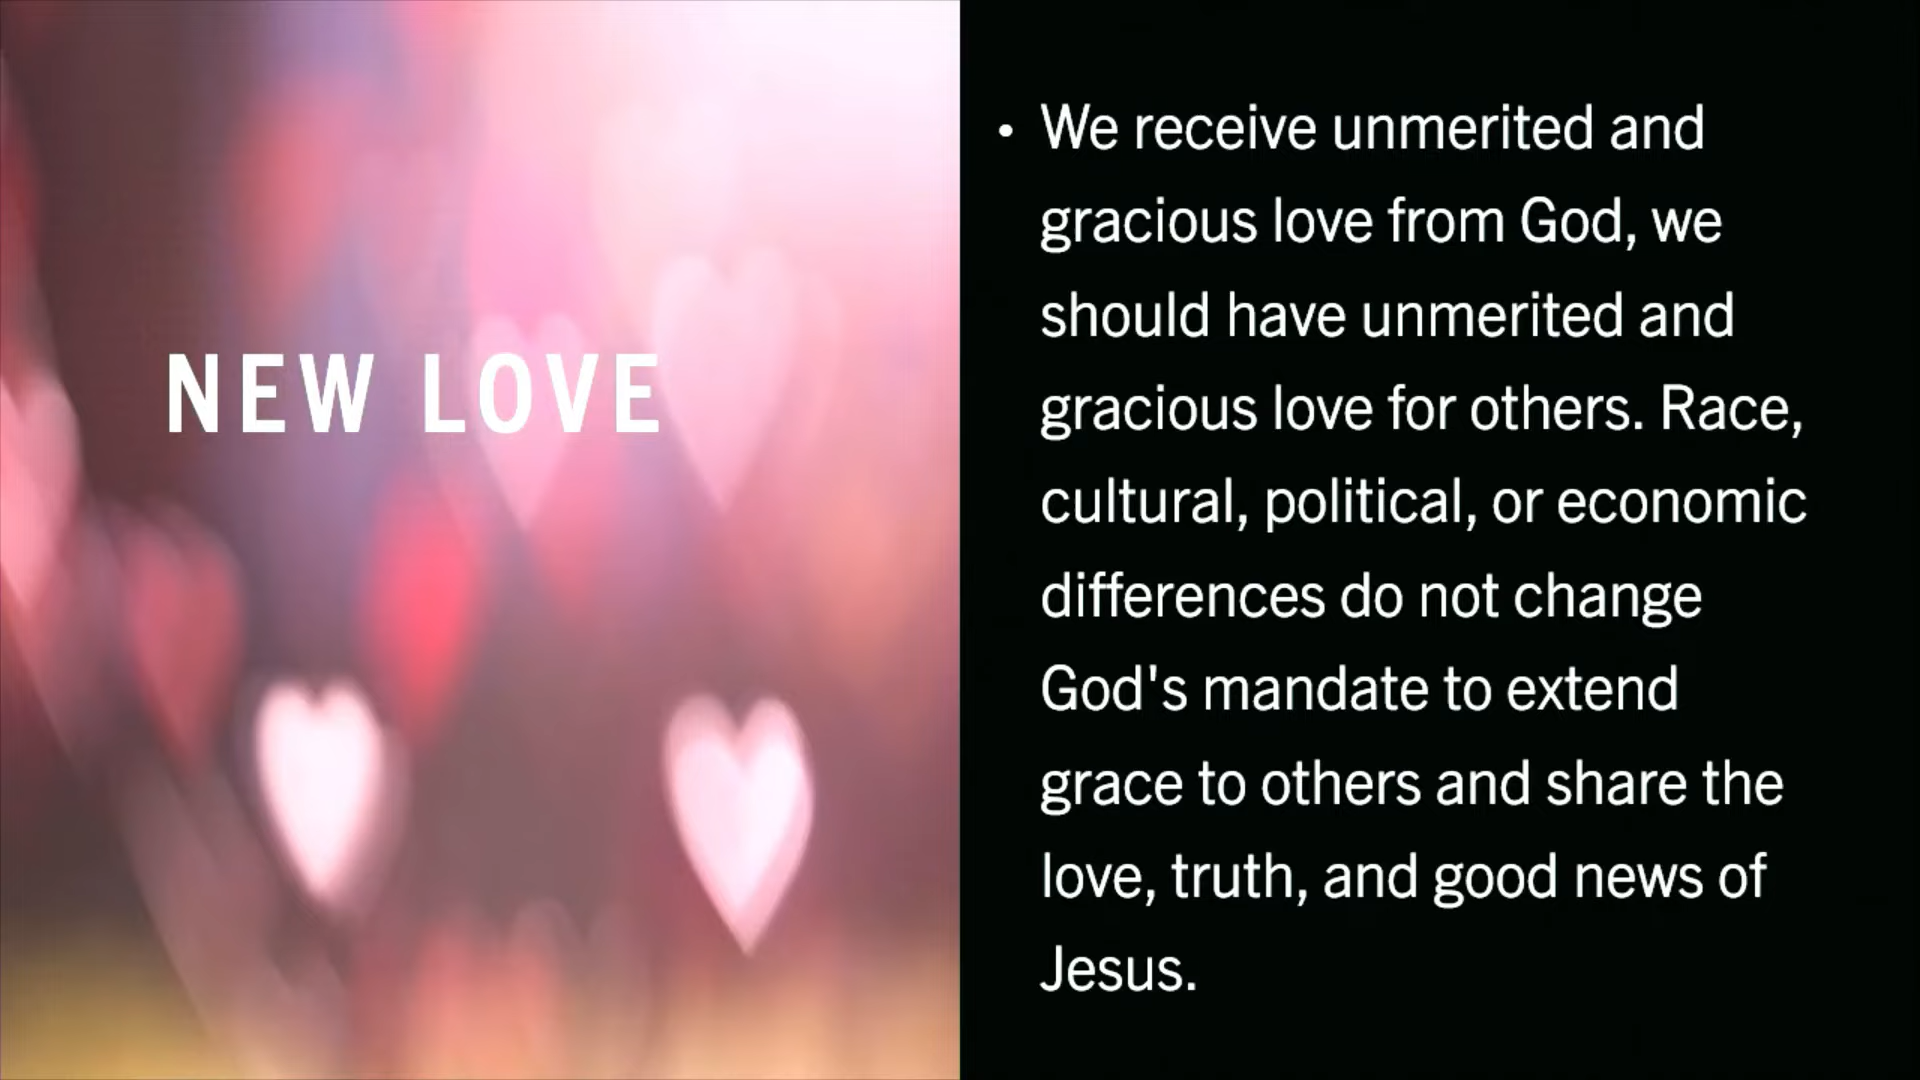 NEW LOVE
• We receive unmerited and
gracious love from God, we
should have unmerited and
gracious love for others. Race,
cultural, political, or economic
differences do not change
God's mandate to extend
grace to others and share the
love, truth, and good news of
Jesus.